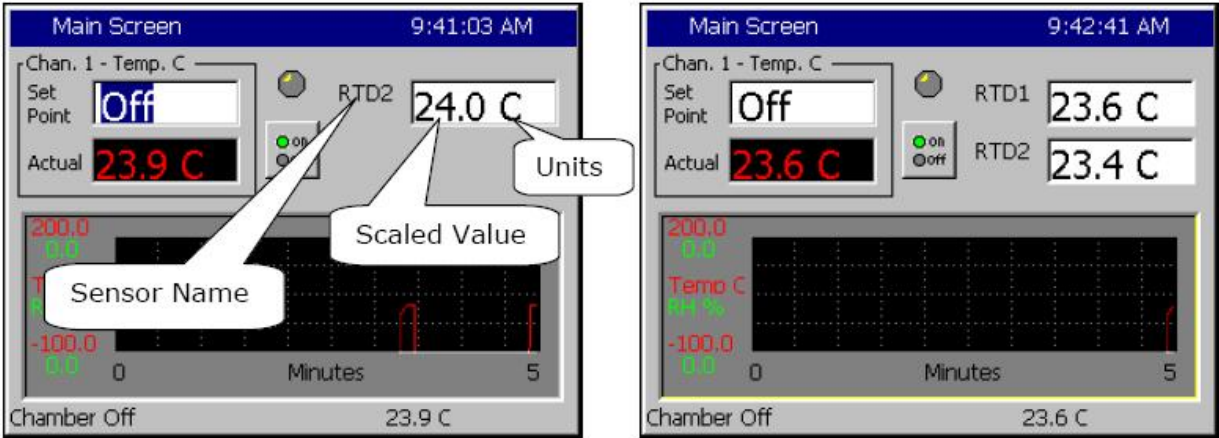 Main Screen 9:41:03 AM
Chan. 1 - Temp. C
Set Point Off
Actual 23.9 C
on
RTD2 24.0 C
Units
Scaled Value
Sensor Name
200.0
0.0
-100.0
0.0
0 Minutes 5
Chamber Off 23.9 C
Main Screen 9:42:41 AM
Chan. 1 - Temp. C
Set Point Off
Actual 23.6 C
on
off
RTD1 23.6 C
RTD2 23.4 C
200.0
0.0
Temp C
RH %
-100.0
0.0
0 Minutes 5
Chamber Off 23.6 C